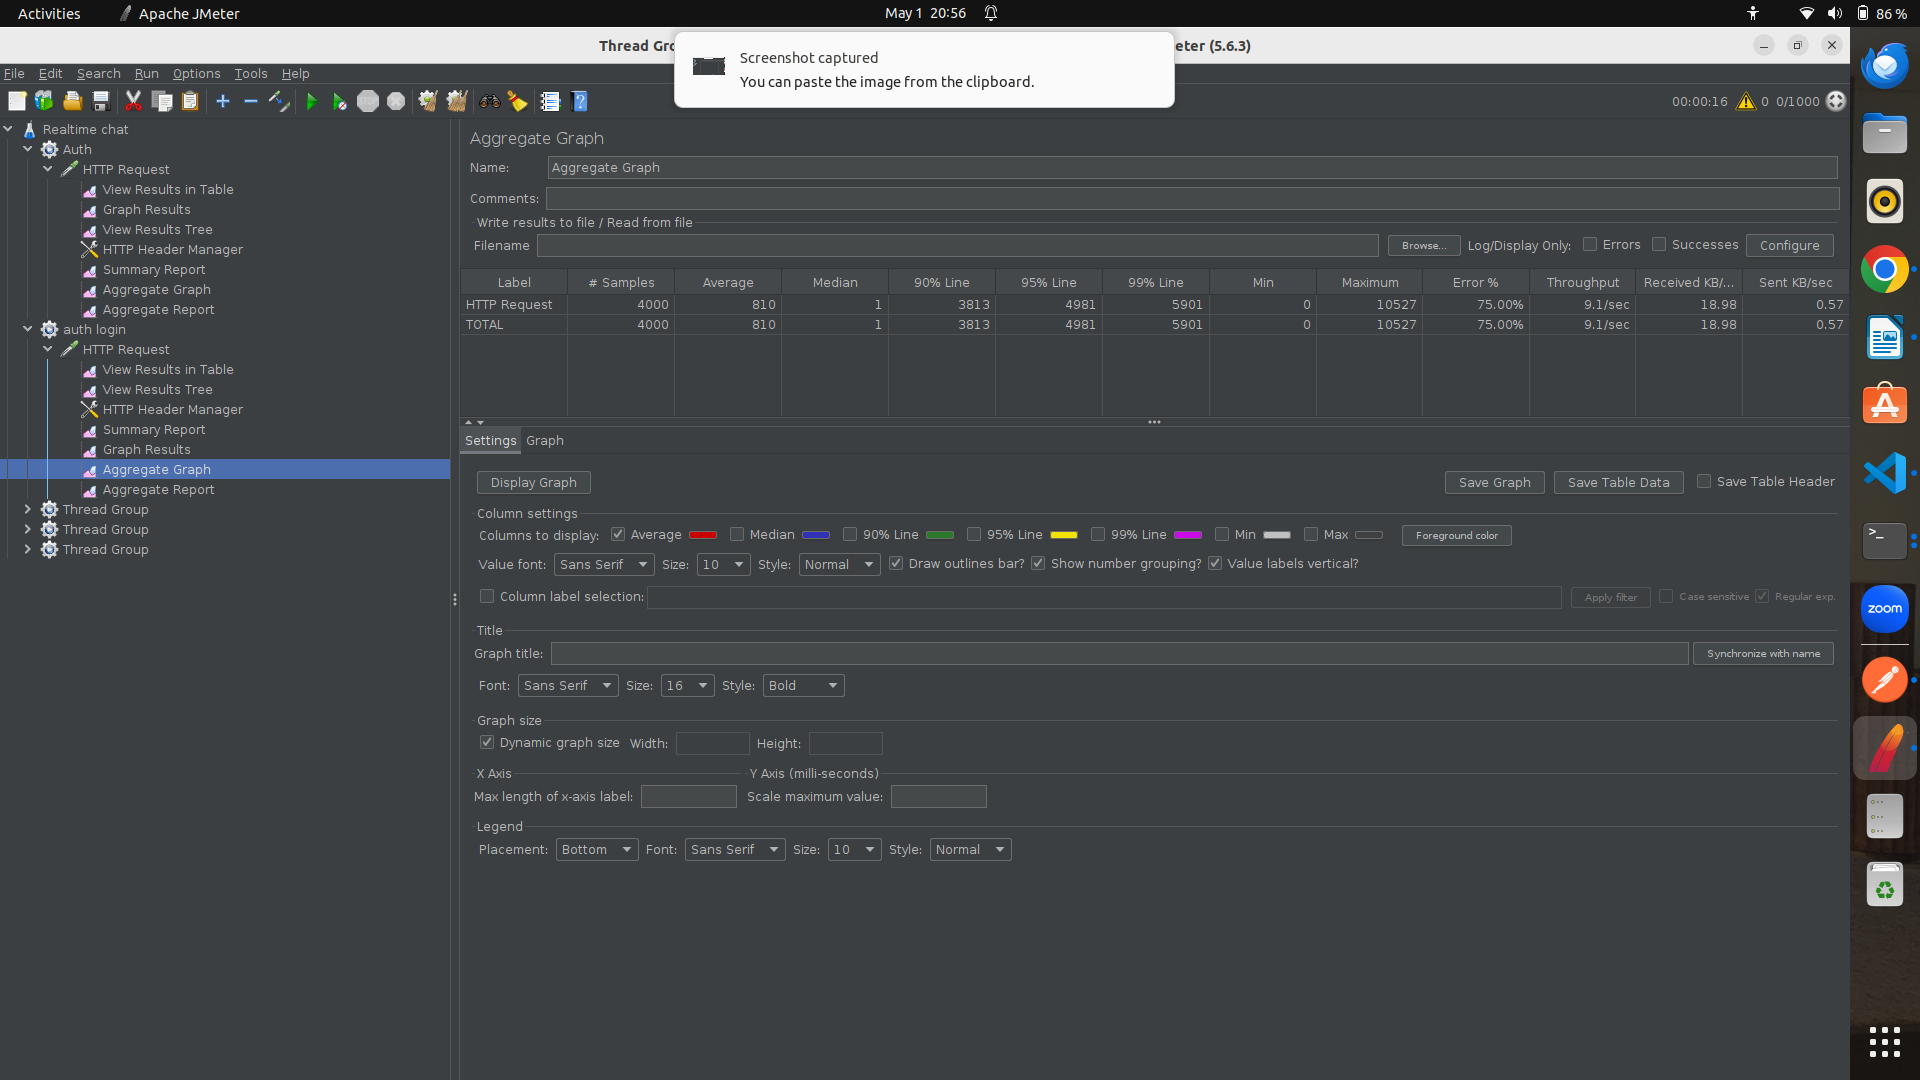 Activities
Apache JMeter
May 1 20:56
86 %
Thread Gro
eter (5.6.3)
Screenshot captured
You can paste the image from the clipboard.
File Edit Search Run Options Tools Help
00:00:16 0 0/1000
Realtime chat
Auth
HTTP Request
View Results in Table
Graph Results
View Results Tree
HTTP Header Manager
Summary Report
Aggregate Graph
Aggregate Report
auth login
HTTP Request
View Results in Table
View Results Tree
HTTP Header Manager
Summary Report
Graph Results
Aggregate Graph
Aggregate Report
Thread Group
Thread Group
Thread Group
Aggregate Graph
Name: Aggregate Graph
Comments:
Write results to file / Read from file
Filename Browse... Log/Display Only: Errors Successes Configure
Label # Samples Average Median 90% Line 95% Line 99% Line Min Maximum Error % Throughput Received KB/... Sent KB/sec
HTTP Request 4000 810 1 3813 4981 5901 0 10527 75.00% 9.1/sec 18.98 0.57
TOTAL 4000 810 1 3813 4981 5901 0 10527 75.00% 9.1/sec 18.98 0.57
Settings Graph
Display Graph Save Graph Save Table Data Save Table Header
Column settings
Columns to display: Average Median 90% Line 95% Line 99% Line Min Max Foreground color
Value font: Sans Serif Size: 10 Style: Normal Draw outlines bar? Show number grouping? Value labels vertical?
Column label selection: Apply filter Case sensitive Regular exp.
Title
Graph title: Synchronize with name
Font: Sans Serif Size: 16 Style: Bold
Graph size
Dynamic graph size Width: Height:
X Axis Y Axis (milli-seconds)
Max length of x-axis label: Scale maximum value:
Legend
Placement: Bottom Font: Sans Serif Size: 10 Style: Normal
zoom